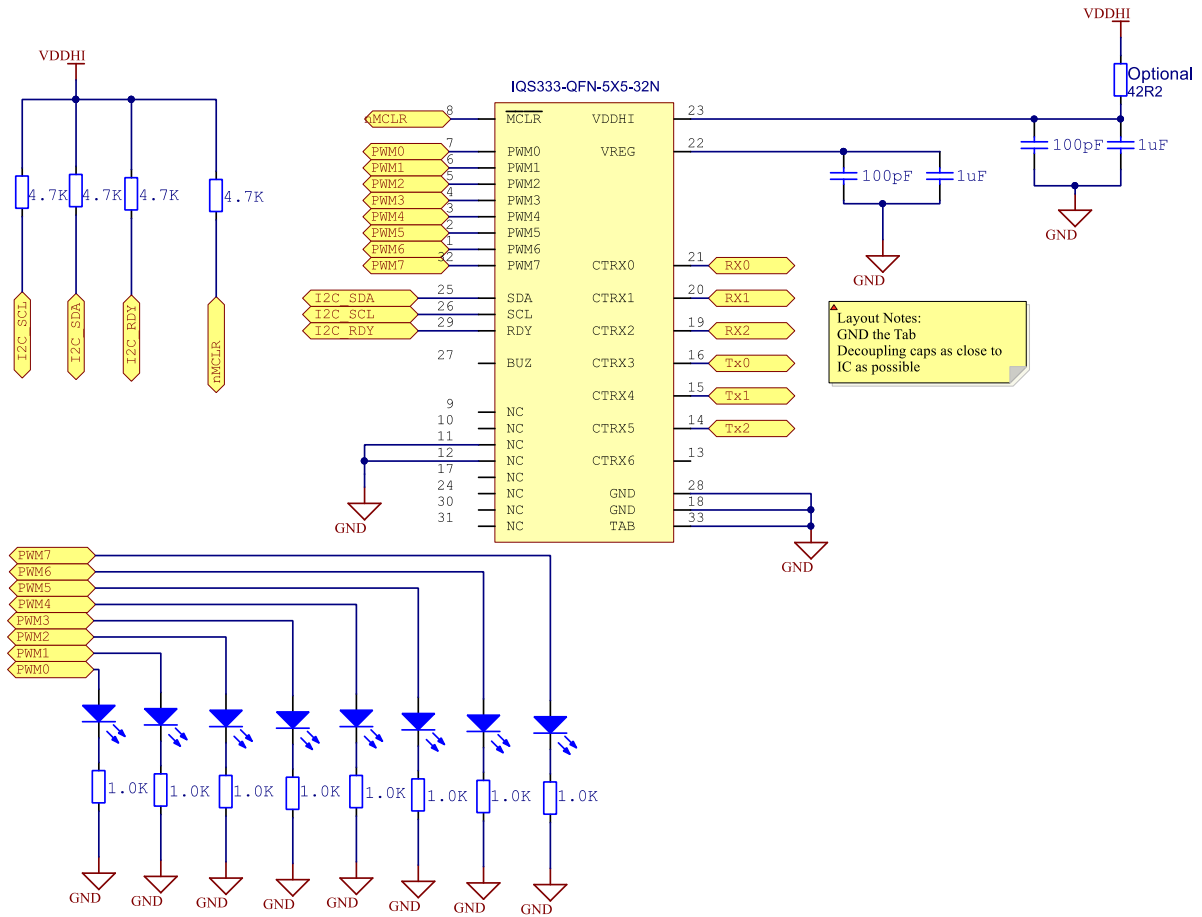 VDDHI
4.7K
4.7K
4.7K
4.7K
I2C_SCL
I2C_SDA
I2C_RDY
nMCLR
IQS333-QFN-5X5-32N
nMCLR
8
MCLR
PWM0
7
PWM0
PWM1
6
PWM1
PWM2
5
PWM2
PWM3
4
PWM3
PWM4
3
PWM4
PWM5
2
PWM5
PWM6
1
PWM6
PWM7
32
PWM7
I2C_SDA
25
SDA
I2C_SCL
26
SCL
I2C_RDY
29
RDY
27
BUZ
9
NC
10
NC
11
NC
12
NC
17
NC
24
NC
30
NC
31
NC
GND
VDDHI
23
VREG
22
CTRX0
21
RX0
CTRX1
20
RX1
CTRX2
19
RX2
CTRX3
16
Tx0
CTRX4
15
Tx1
CTRX5
14
Tx2
CTRX6
13
GND
28
GND
18
TAB
33
GND
VDDHI
Optional
42R2
100pF
1uF
GND
100pF
1uF
GND
Layout Notes:
GND the Tab
Decoupling caps as close to
IC as possible
PWM7
PWM6
PWM5
PWM4
PWM3
PWM2
PWM1
PWM0
1.0K
1.0K
1.0K
1.0K
1.0K
1.0K
1.0K
1.0K
GND
GND
GND
GND
GND
GND
GND
GND